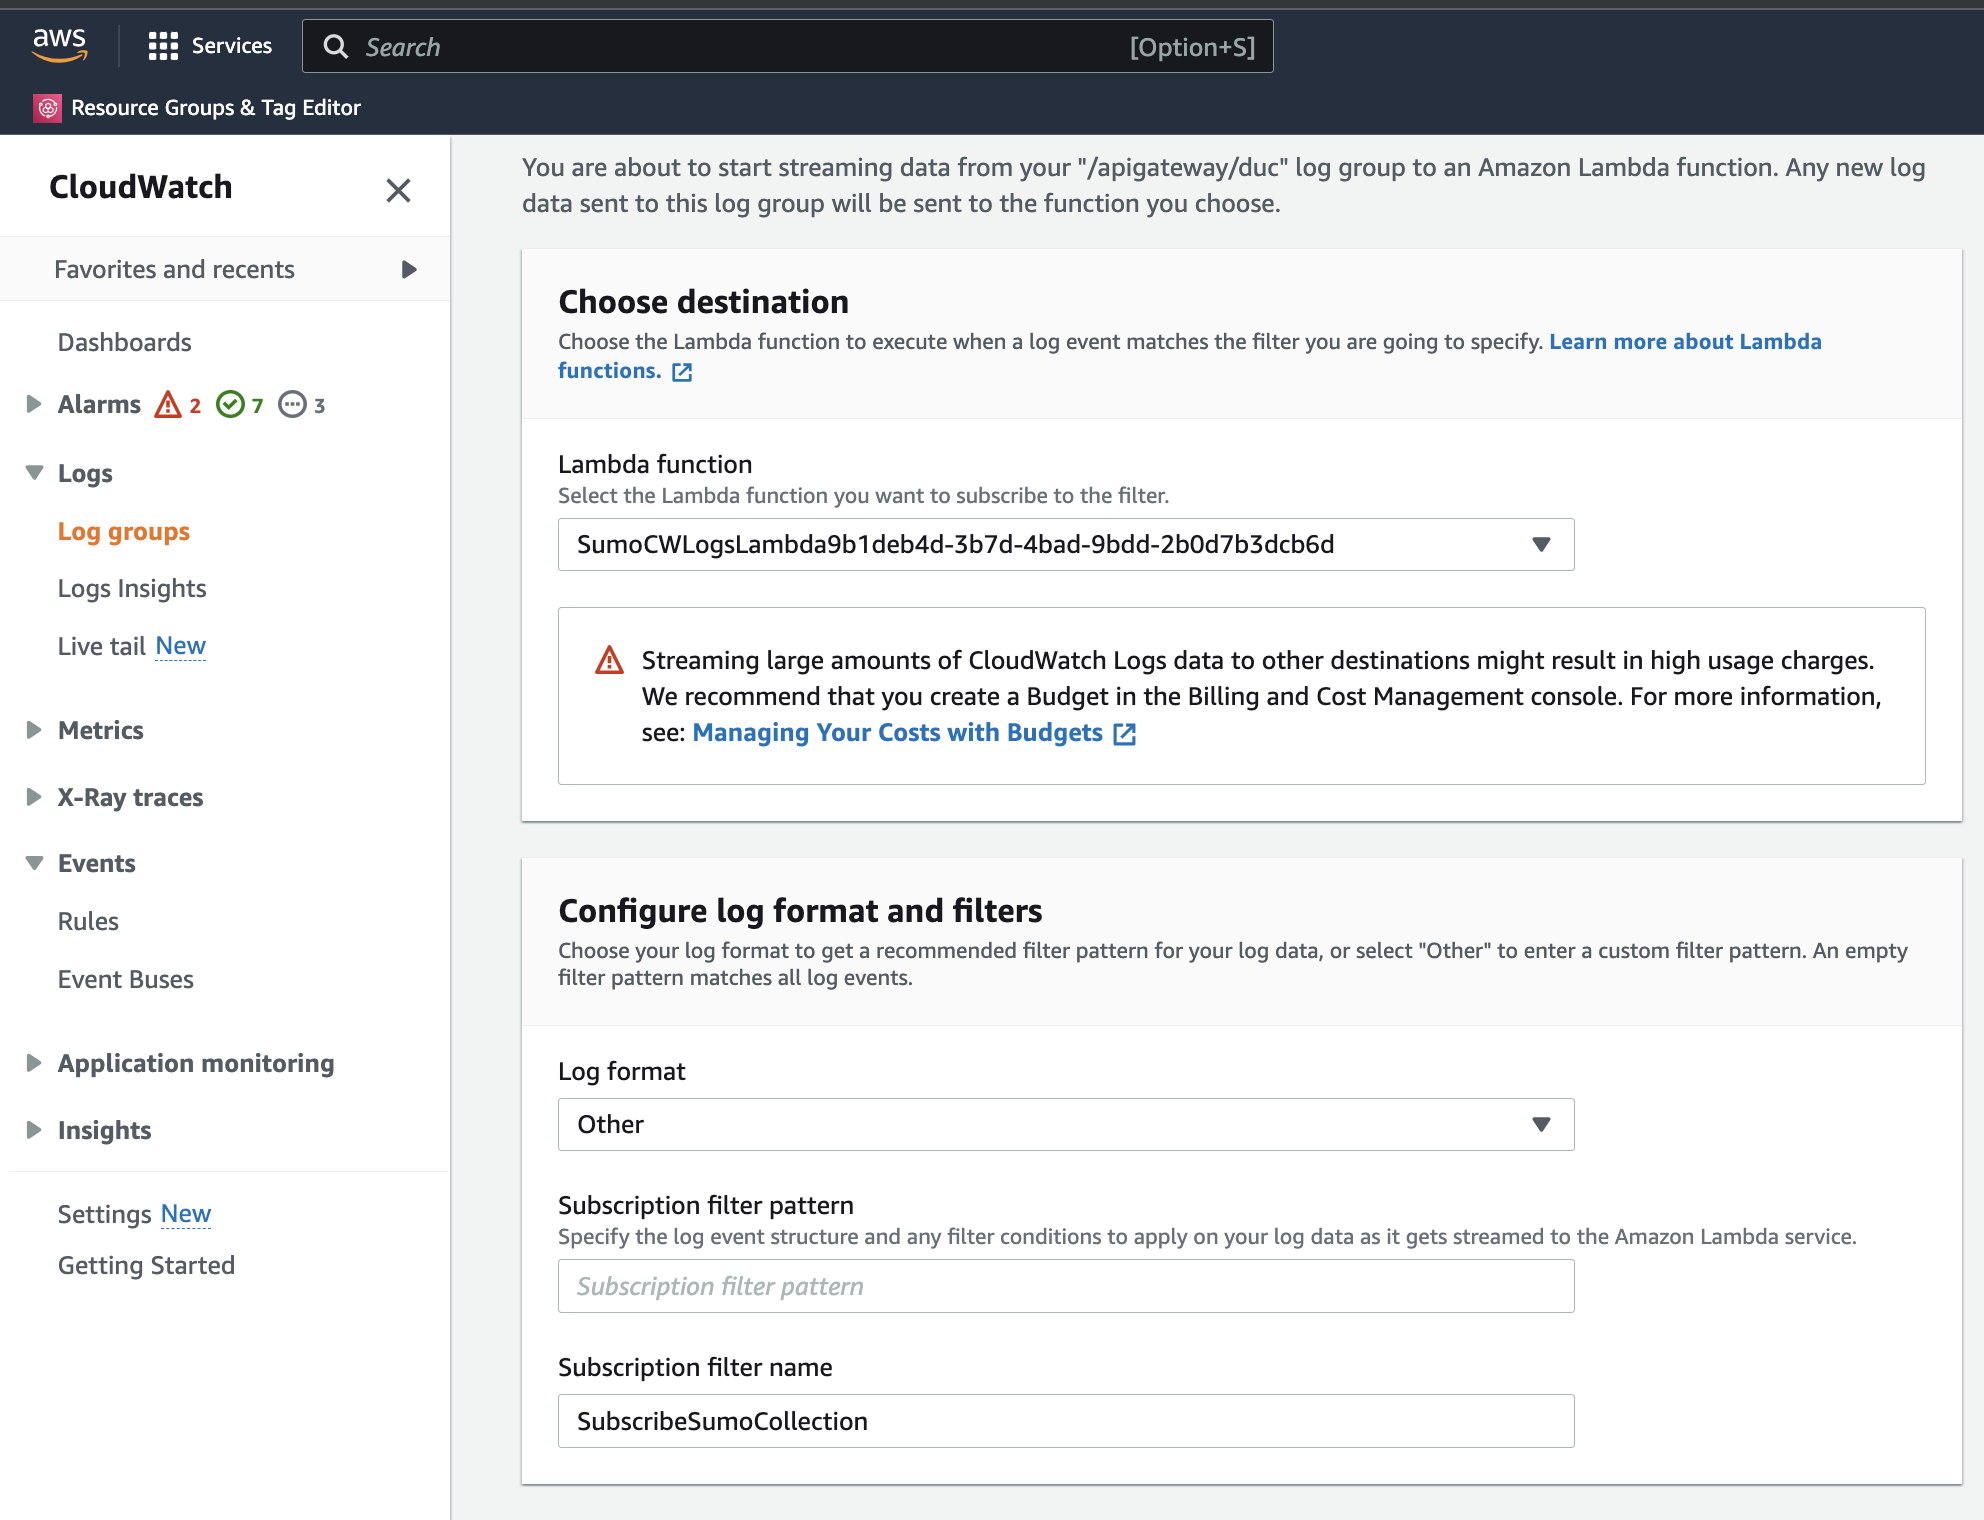 aws
Services
Search
[Option+S]
Resource Groups & Tag Editor
CloudWatch
Favorites and recents
Dashboards
Alarms 2 7 3
Logs
Log groups
Logs Insights
Live tail New
Metrics
X-Ray traces
Events
Rules
Event Buses
Application monitoring
Insights
Settings New
Getting Started
You are about to start streaming data from your "/apigateway/duc" log group to an Amazon Lambda function. Any new log
data sent to this log group will be sent to the function you choose.
Choose destination
Choose the Lambda function to execute when a log event matches the filter you are going to specify. Learn more about Lambda
functions.
Lambda function
Select the Lambda function you want to subscribe to the filter.
SumoCWLogsLambda9b1deb4d-3b7d-4bad-9bdd-2b0d7b3dcb6d
Streaming large amounts of CloudWatch Logs data to other destinations might result in high usage charges.
We recommend that you create a Budget in the Billing and Cost Management console. For more information,
see: Managing Your Costs with Budgets
Configure log format and filters
Choose your log format to get a recommended filter pattern for your log data, or select "Other" to enter a custom filter pattern. An empty
filter pattern matches all log events.
Log format
Other
Subscription filter pattern
Specify the log event structure and any filter conditions to apply on your log data as it gets streamed to the Amazon Lambda service.
Subscription filter pattern
Subscription filter name
SubscribeSumoCollection